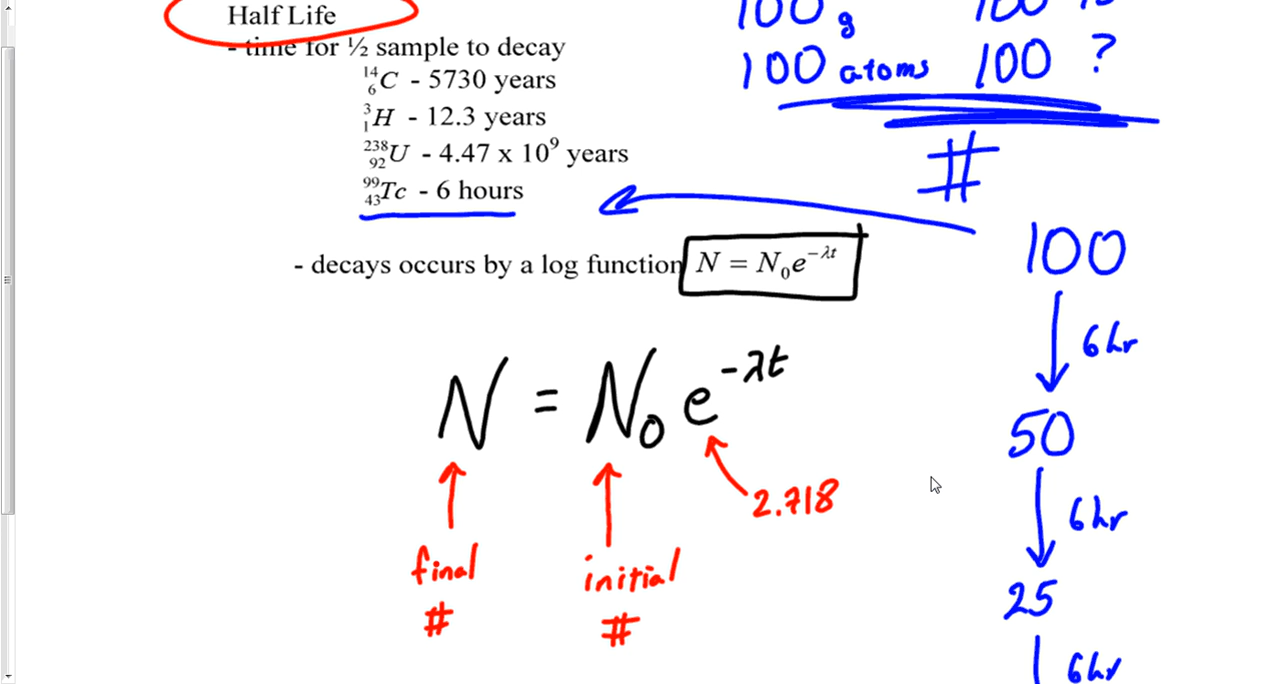 Half Life
- time for ½ sample to decay
¹⁴₆C - 5730 years
³₁H - 12.3 years
²³⁸₉₂U - 4.47 x 10⁹ years
⁹⁹₄₃Tc - 6 hours
- decays occurs by a log function N = N₀e^(−λt)
N = N₀ e^(-λt)
2.718
final
#
initial
#
100 g
100 atoms 100 ?
#
100
6hr
50
6hr
25
6hr